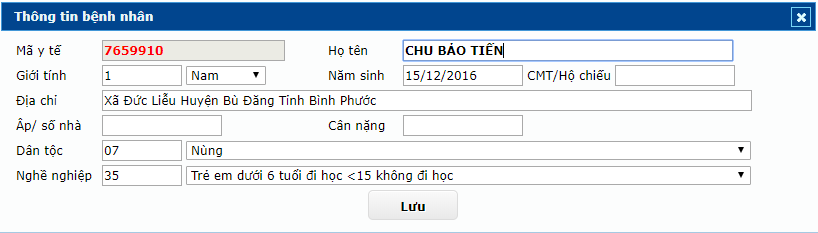 Thông tin bệnh nhân
Mã y tế 7659910 Họ tên CHU BẢO TIẾN
Giới tính 1 Nam Năm sinh 15/12/2016 CMT/Hộ chiếu
Địa chỉ Xã Đức Liễu Huyện Bù Đăng Tỉnh Bình Phước
Ấp/ số nhà Cân nặng
Dân tộc 07 Nùng
Nghề nghiệp 35 Trẻ em dưới 6 tuổi đi học <15 không đi học
Lưu